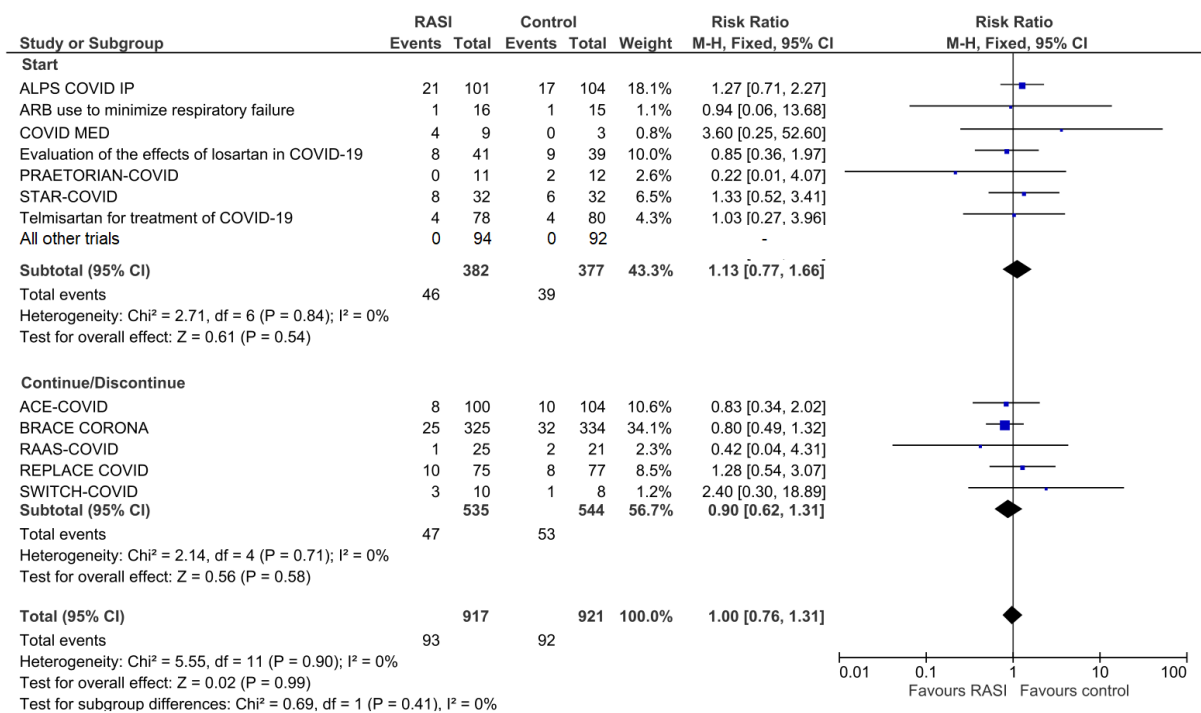 RASI Control Risk Ratio Risk Ratio
Study or Subgroup Events Total Events Total Weight M-H, Fixed, 95% CI M-H, Fixed, 95% CI
Start
ALPS COVID IP 21 101 17 104 18.1% 1.27 [0.71, 2.27]
ARB use to minimize respiratory failure 1 16 1 15 1.1% 0.94 [0.06, 13.68]
COVID MED 4 9 0 3 0.8% 3.60 [0.25, 52.60]
Evaluation of the effects of losartan in COVID-19 8 41 9 39 10.0% 0.85 [0.36, 1.97]
PRAETORIAN-COVID 0 11 2 12 2.6% 0.22 [0.01, 4.07]
STAR-COVID 8 32 6 32 6.5% 1.33 [0.52, 3.41]
Telmisartan for treatment of COVID-19 4 78 4 80 4.3% 1.03 [0.27, 3.96]
All other trials 0 94 0 92 -
Subtotal (95% CI) 382 377 43.3% 1.13 [0.77, 1.66]
Total events 46 39
Heterogeneity: Chi² = 2.71, df = 6 (P = 0.84); I² = 0%
Test for overall effect: Z = 0.61 (P = 0.54)
Continue/Discontinue
ACE-COVID 8 100 10 104 10.6% 0.83 [0.34, 2.02]
BRACE CORONA 25 325 32 334 34.1% 0.80 [0.49, 1.32]
RAAS-COVID 1 25 2 21 2.3% 0.42 [0.04, 4.31]
REPLACE COVID 10 75 8 77 8.5% 1.28 [0.54, 3.07]
SWITCH-COVID 3 10 1 8 1.2% 2.40 [0.30, 18.89]
Subtotal (95% CI) 535 544 56.7% 0.90 [0.62, 1.31]
Total events 47 53
Heterogeneity: Chi² = 2.14, df = 4 (P = 0.71); I² = 0%
Test for overall effect: Z = 0.56 (P = 0.58)
Total (95% CI) 917 921 100.0% 1.00 [0.76, 1.31]
Total events 93 92
Heterogeneity: Chi² = 5.55, df = 11 (P = 0.90); I² = 0%
Test for overall effect: Z = 0.02 (P = 0.99)
Test for subgroup differences: Chi² = 0.69, df = 1 (P = 0.41), I² = 0%
0.01 0.1 1 10 100
Favours RASI Favours control